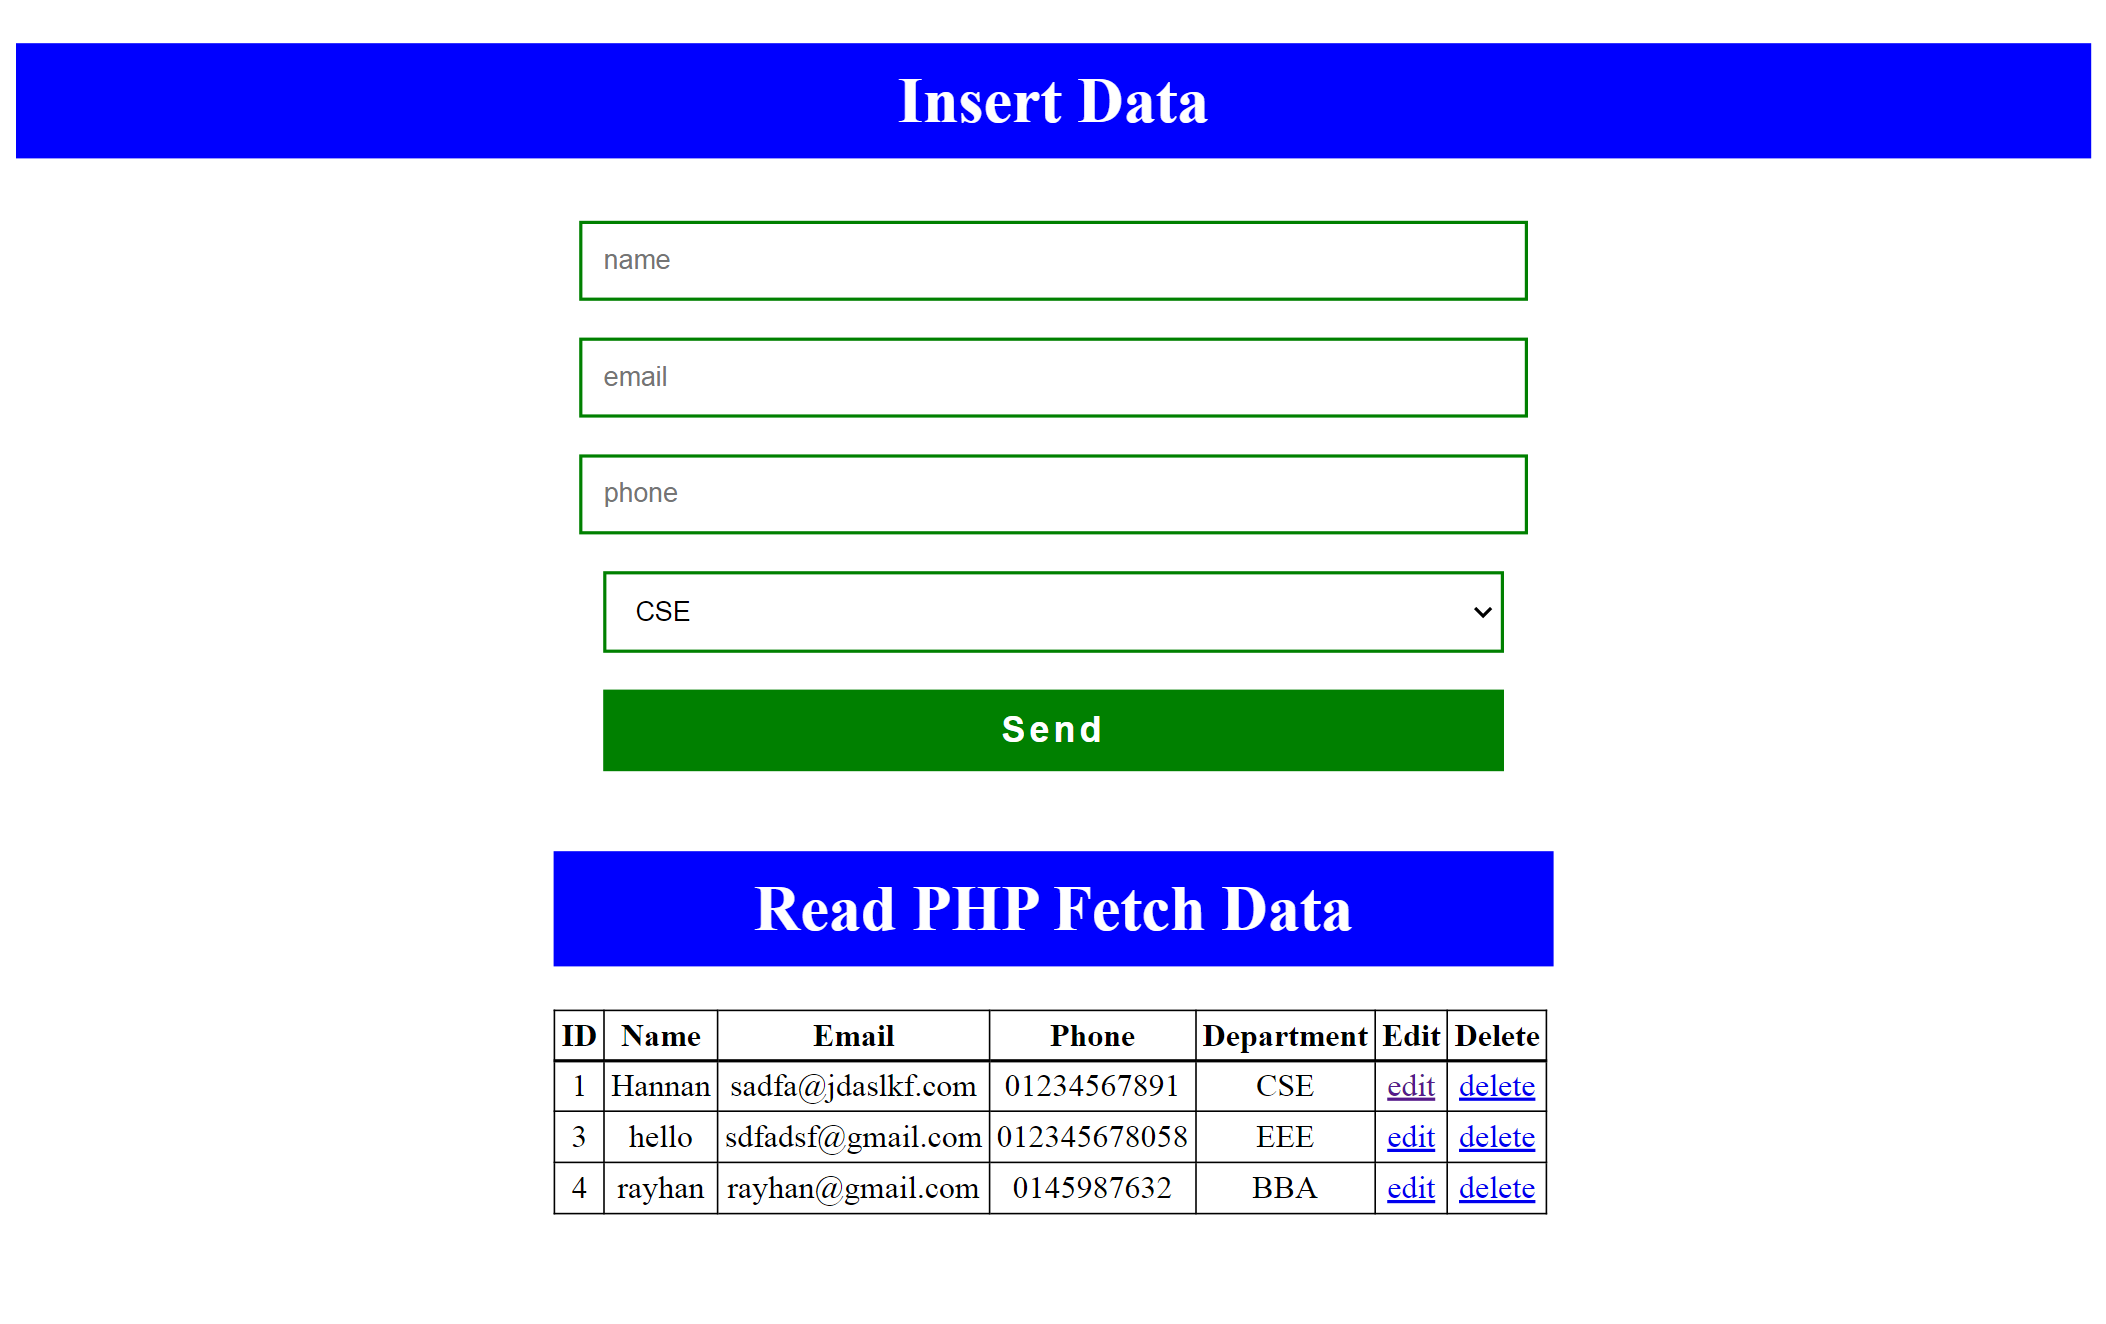 Insert Data
name
email
phone
CSE
Send
Read PHP Fetch Data
ID Name Email Phone Department Edit Delete
1 Hannan sadfa@jdaslkf.com 01234567891 CSE edit delete
3 hello sdfadsf@gmail.com 012345678058 EEE edit delete
4 rayhan rayhan@gmail.com 0145987632 BBA edit delete